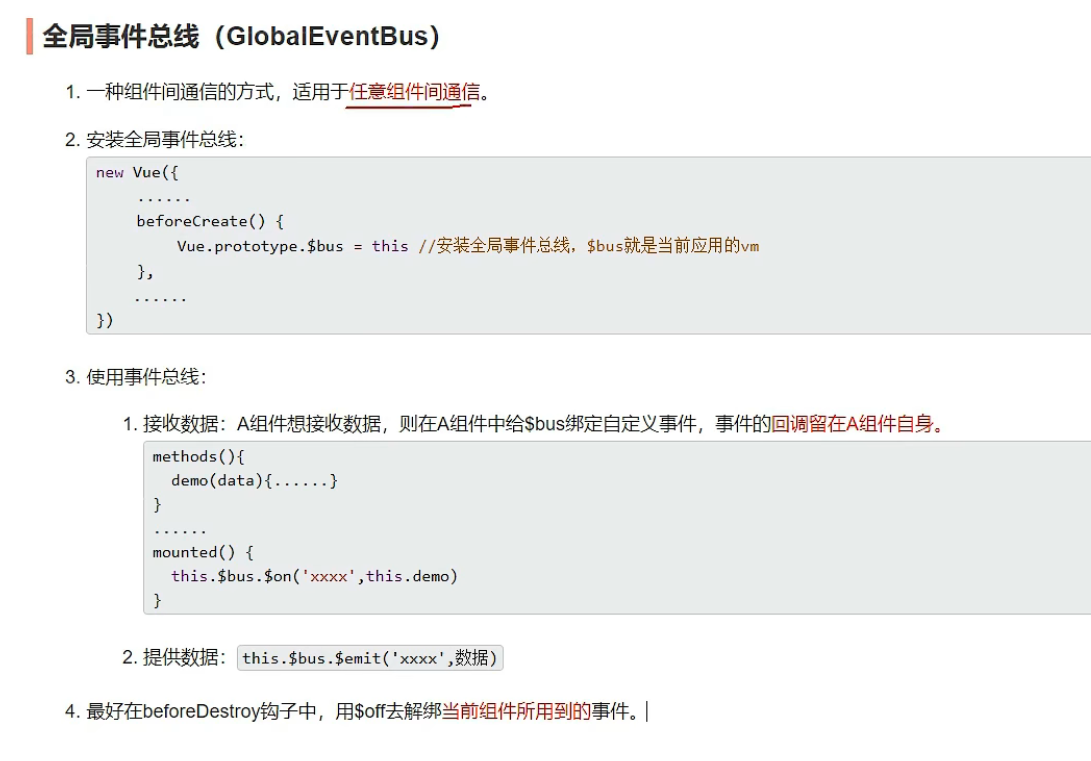 全局事件总线（GlobalEventBus）
1. 一种组件间通信的方式，适用于任意组件间通信。
2. 安装全局事件总线：
new Vue({
......
beforeCreate() {
Vue.prototype.$bus = this //安装全局事件总线，$bus就是当前应用的vm
},
......
})
3. 使用事件总线：
1. 接收数据：A组件想接收数据，则在A组件中给$bus绑定自定义事件，事件的回调留在A组件自身。
methods(){
demo(data){......}
}
......
mounted() {
this.$bus.$on('xxxx',this.demo)
}
2. 提供数据：this.$bus.$emit('xxxx',数据)
4. 最好在beforeDestroy钩子中，用$off去解绑当前组件所用到的事件。